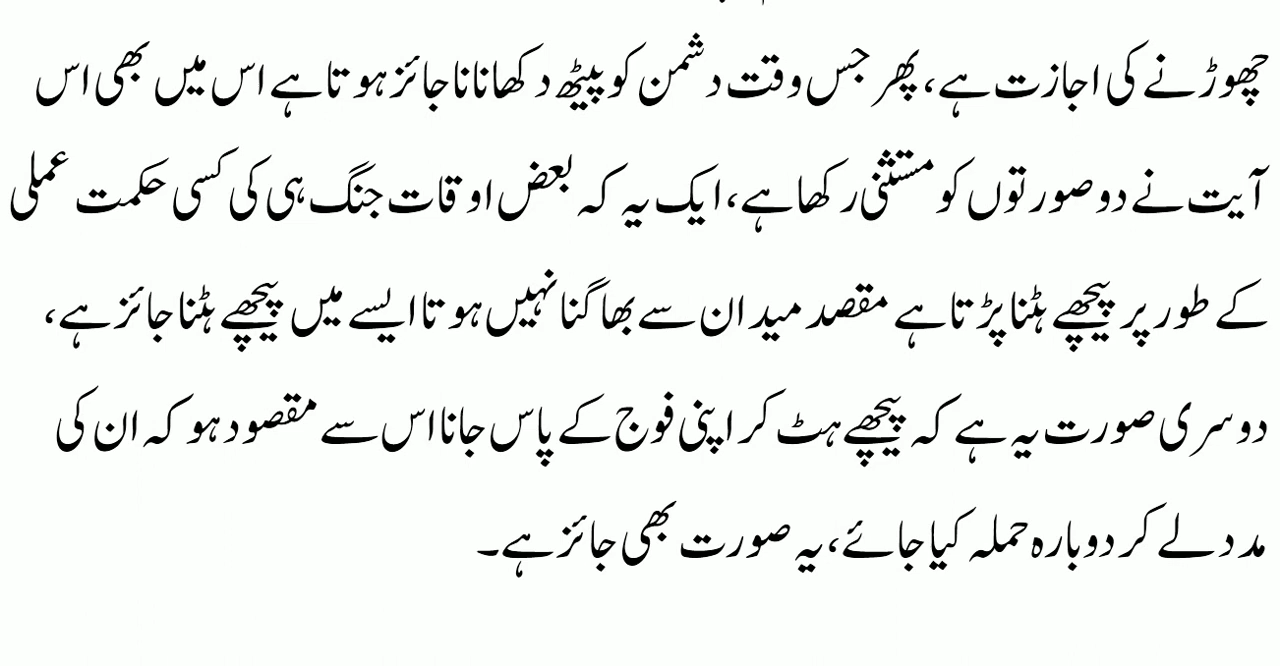 چھوڑنے کی اجازت ہے، پھر جس وقت دشمن کو پیٹھ دکھانا ناجائز ہوتا ہے اس میں بھی اس
آیت نے دو صورتوں کو مستثنی رکھا ہے، ایک یہ کہ بعض اوقات جنگ ہی کی کسی حکمت عملی
کے طور پر پیچھے ہٹنا پڑتا ہے مقصد میدان سے بھاگنا نہیں ہوتا ایسے میں پیچھے ہٹنا جائز ہے،
دوسری صورت یہ ہے کہ پیچھے ہٹ کر اپنی فوج کے پاس جانا اس سے مقصود ہو کہ ان کی
مدد لے کر دوبارہ حملہ کیا جائے، یہ صورت بھی جائز ہے۔